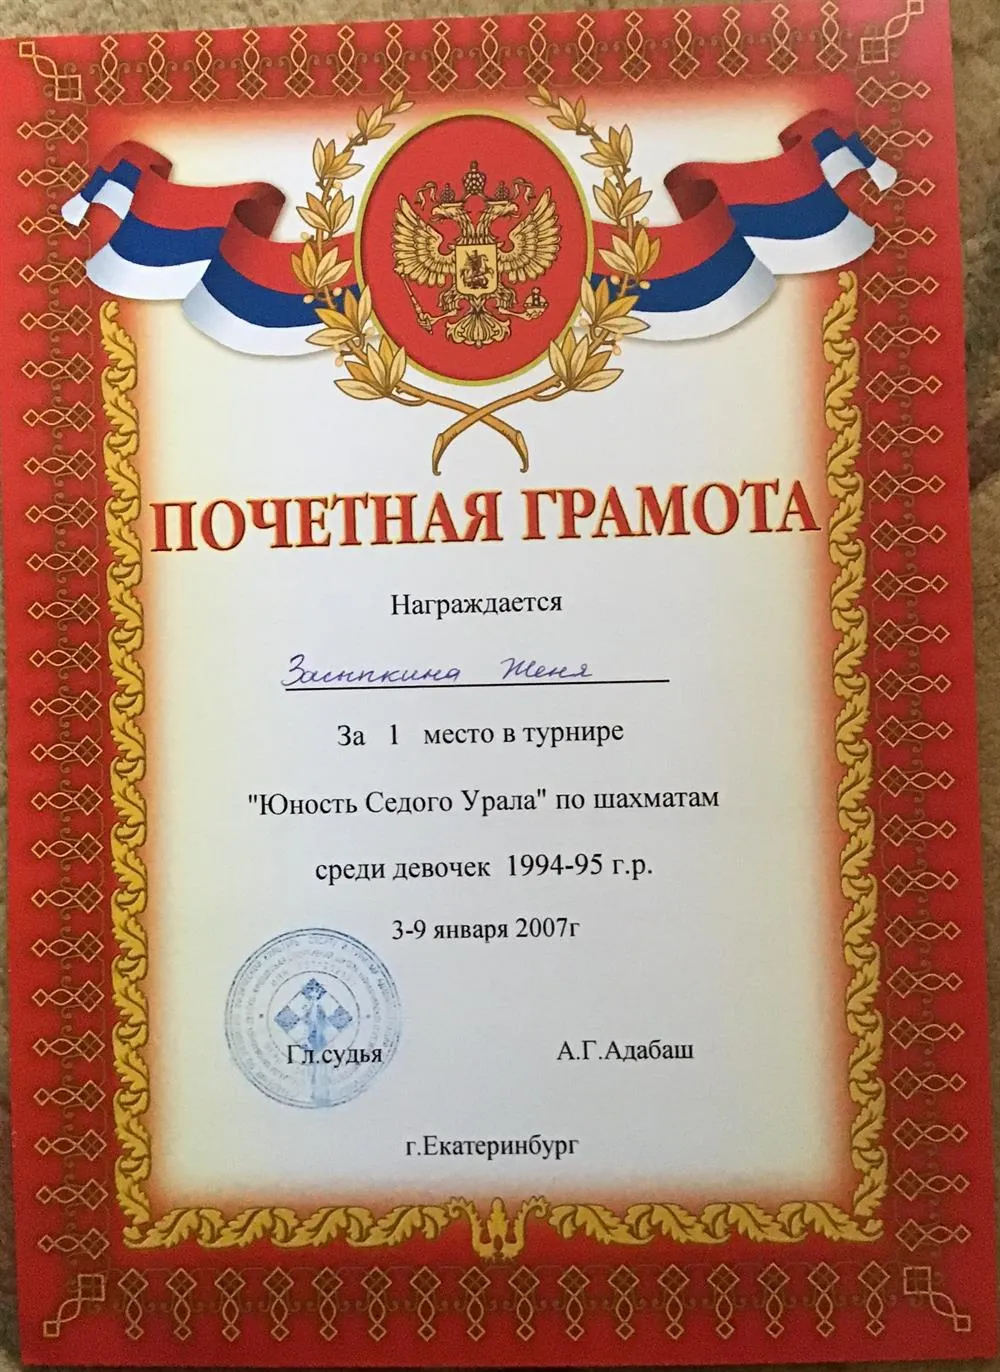 ПОЧЕТНАЯ ГРАМОТА
Награждается
Засыпкина Женя
За 1 место в турнире
"Юность Седого Урала" по шахматам
среди девочек 1994-95 г.р.
3-9 января 2007г
Гл.судья А.Г.Адабаш
г.Екатеринбург